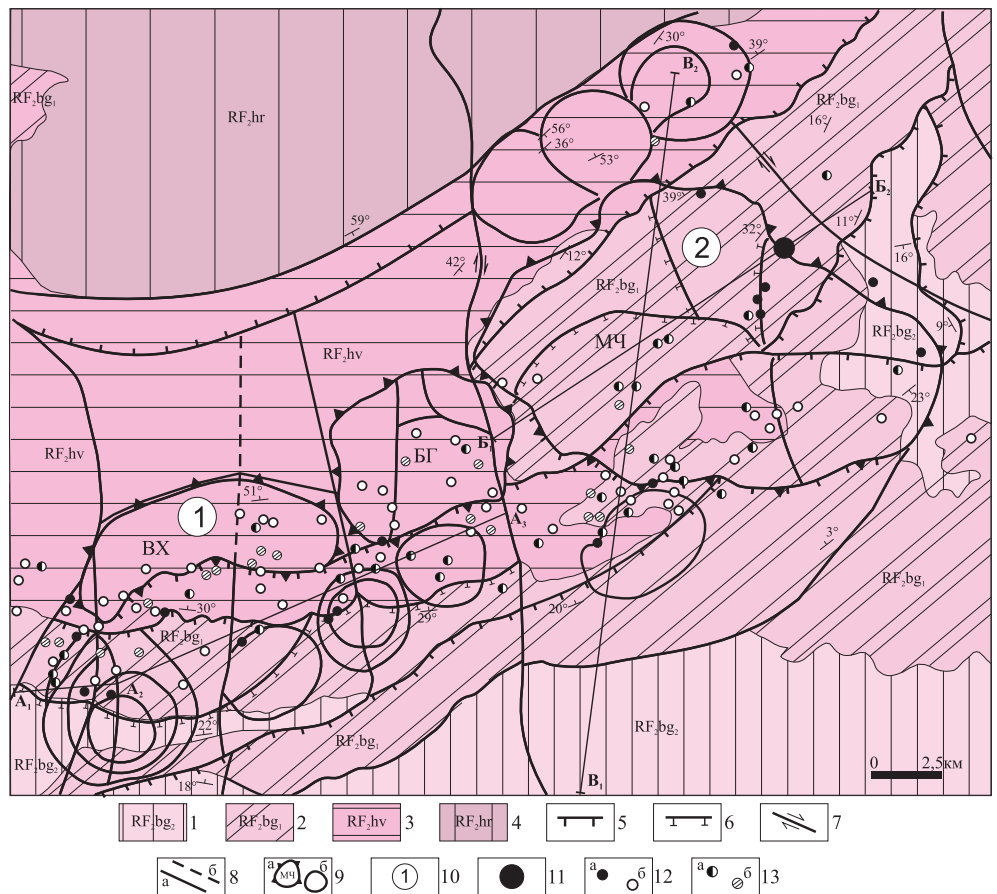 30°
39°
В₂
RF₂bg₁
RF₂bg₁
RF₂hr
16°
56°
36°
53°
39°
Б₂
59°
32°
11°
12°
2
16°
42°
RF₂bg₁
9°
RF₂bg₂
МЧ
RF₂hv
23°
RF₂hv
БГ
Б₁
51°
1
А₃
ВХ
3°
RF₂bg₁
30°
20°
29°
RF₂bg₁
А₁
А₂
22°
RF₂bg₂
RF₂bg₁
RF₂bg₂
0 2,5км
18°
В₁
RF₂bg₂ 1 RF₂bg₁ 2 RF₂hv 3 RF₂hr 4 5 6 7
а б 8 а МЧ б 9 1 10 11 а б 12 а б 13